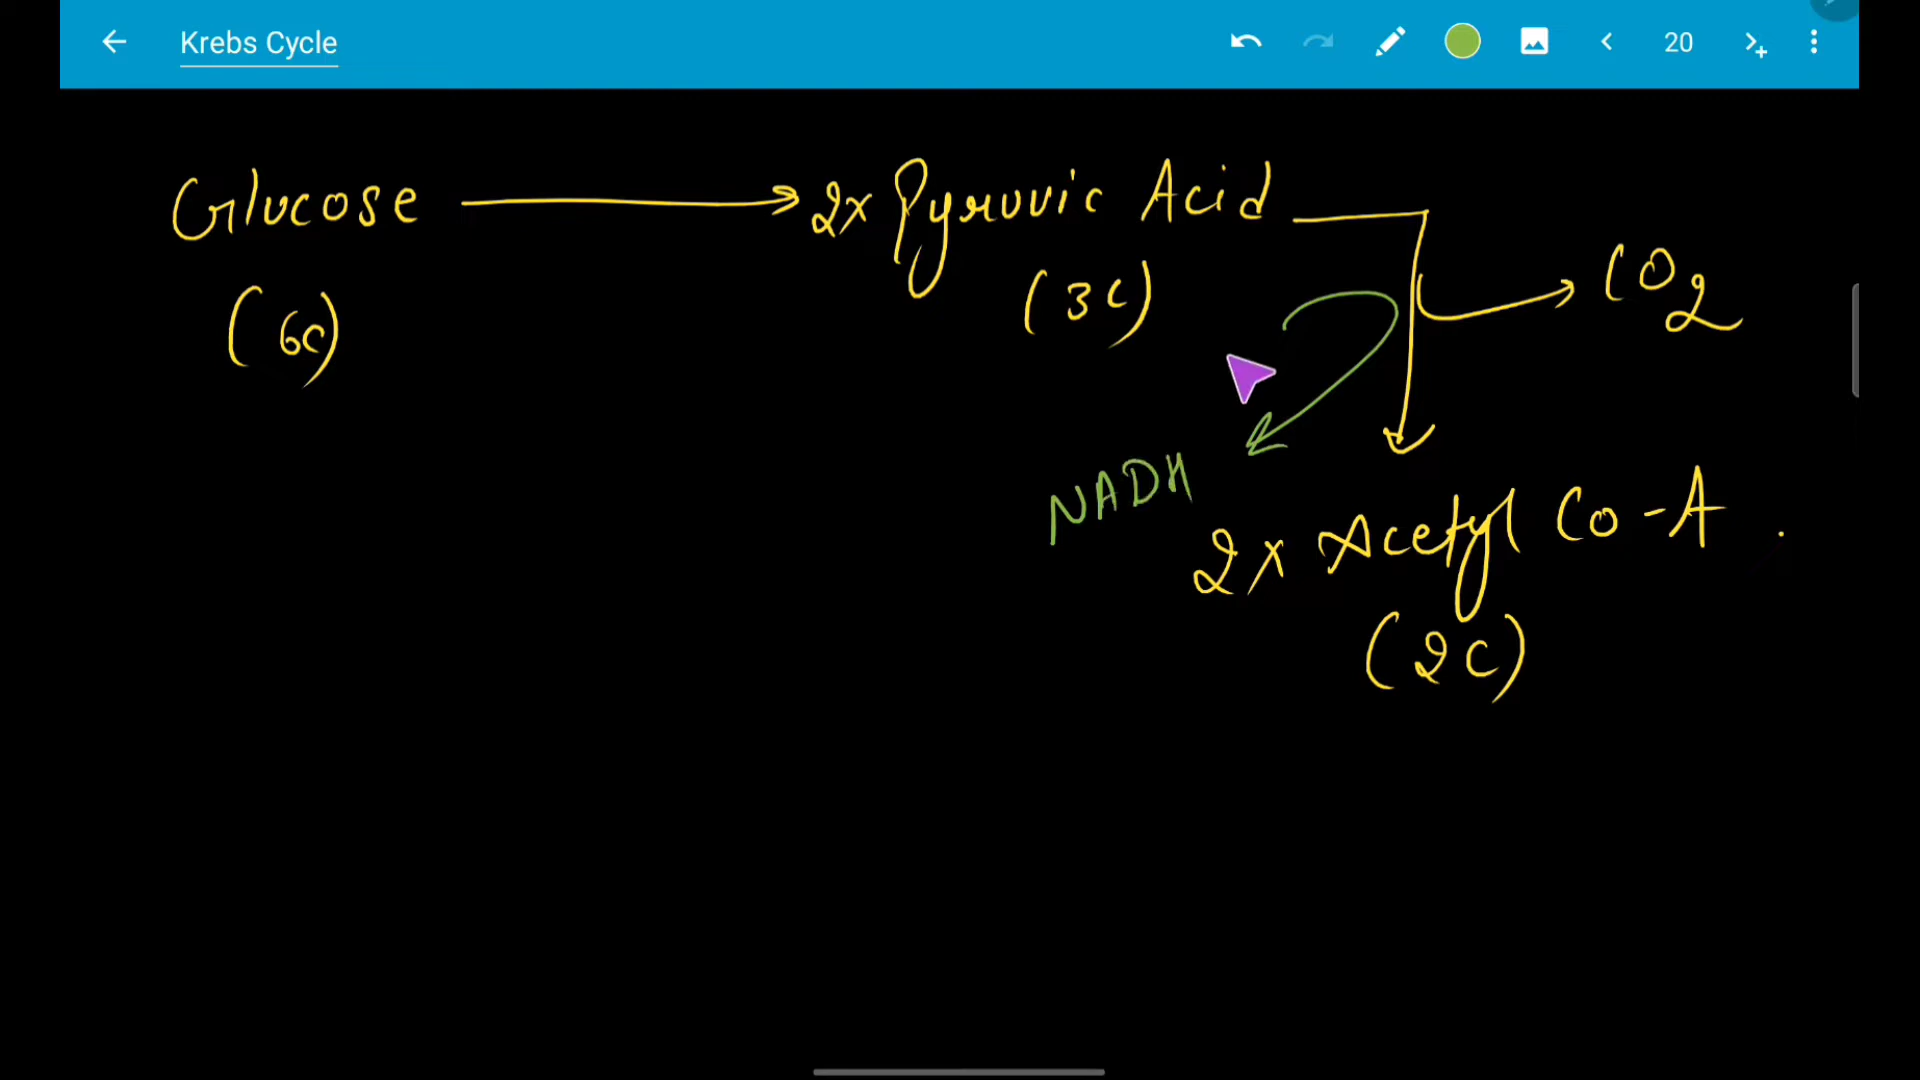 Krebs Cycle
20
Glucose → 2x Pyruvic Acid
(6C)
(3C)
CO2
NADH
2x Acetyl Co-A
(2C)